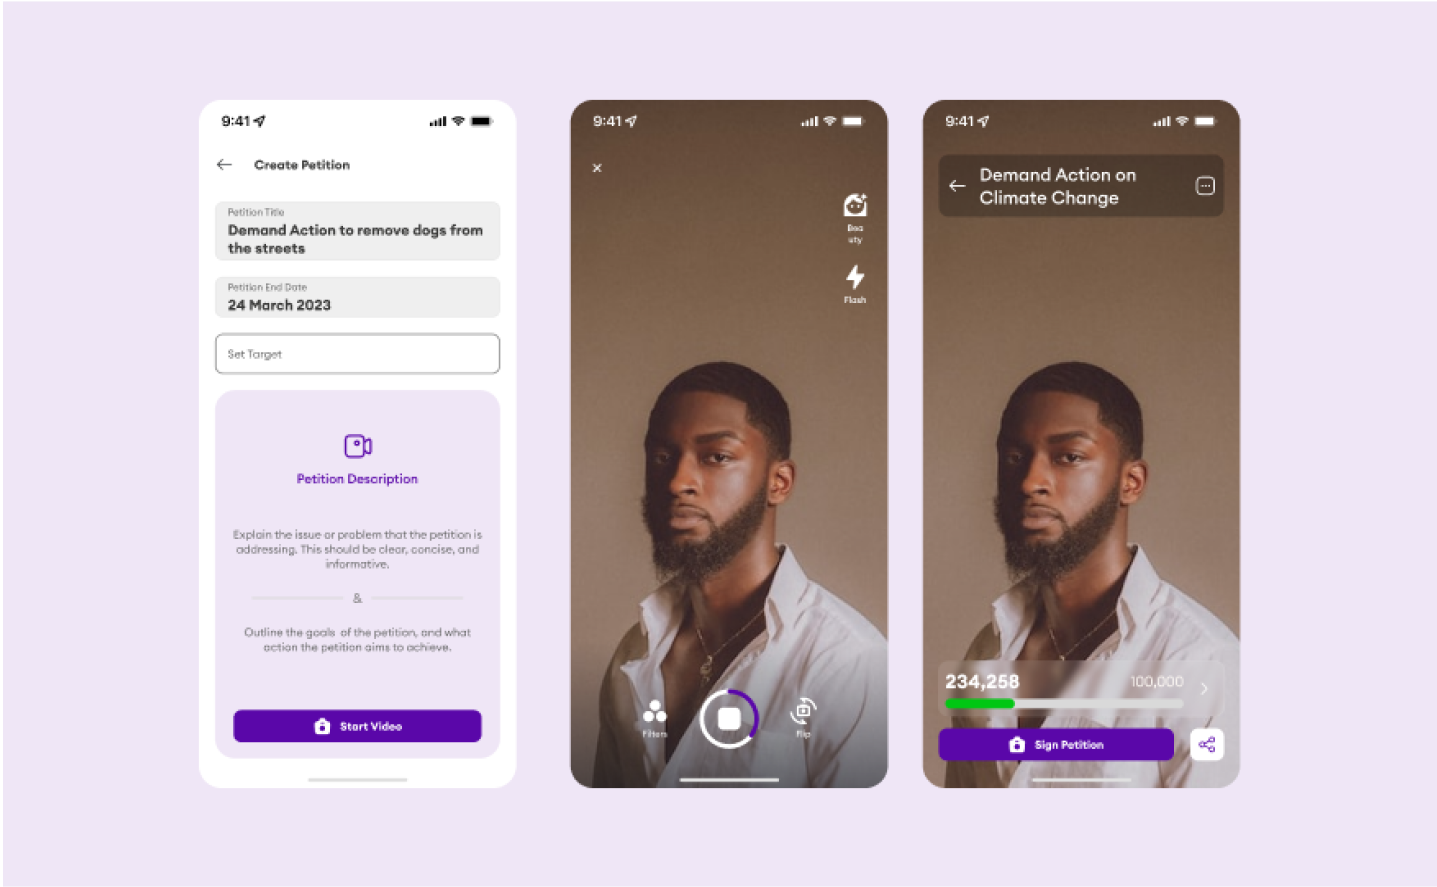 9:41
Create Petition
Petition Title
Demand Action to remove dogs from
the streets
Petition End Date
24 March 2023
Set Target
Petition Description
Explain the issue or problem that the petition is
addressing. This should be clear, concise, and
informative.
&
Outline the goals of the petition, and what
action the petition aims to achieve.
Start Video
9:41
Bea
uty
Flash
Filters
Flip
9:41
Demand Action on
Climate Change
234,258
100,000
Sign Petition